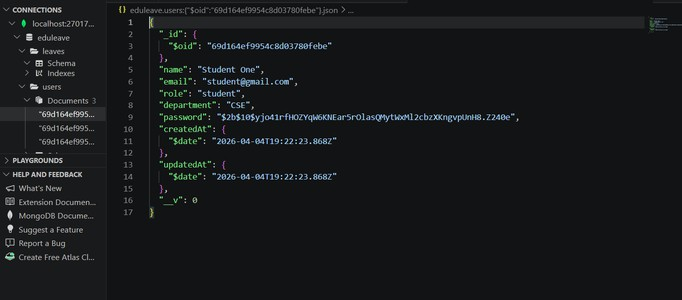 CONNECTIONS
localhost:27017...
eduleave
leaves
Schema
Indexes
users
Documents 3
"69d164ef995...
"69d164ef995...
"69d164ef995...
PLAYGROUNDS
HELP AND FEEDBACK
What's New
Extension Documen...
MongoDB Docume...
Suggest a Feature
Report a Bug
Create Free Atlas Cl...
{} eduleave.users:{"$oid":"69d164ef9954c8d03780febe"}.json > ...
1 {
2 "_id": {
3 "$oid": "69d164ef9954c8d03780febe"
4 },
5 "name": "Student One",
6 "email": "student@gmail.com",
7 "role": "student",
8 "department": "CSE",
9 "password": "$2b$10$yjo41rfHOZYqW6KNEar5rOlasQMytWxMl2cbzXKngvpUnH8.Z240e",
10 "createdAt": {
11 "$date": "2026-04-04T19:22:23.868Z"
12 },
13 "updatedAt": {
14 "$date": "2026-04-04T19:22:23.868Z"
15 },
16 "__v": 0
17 }